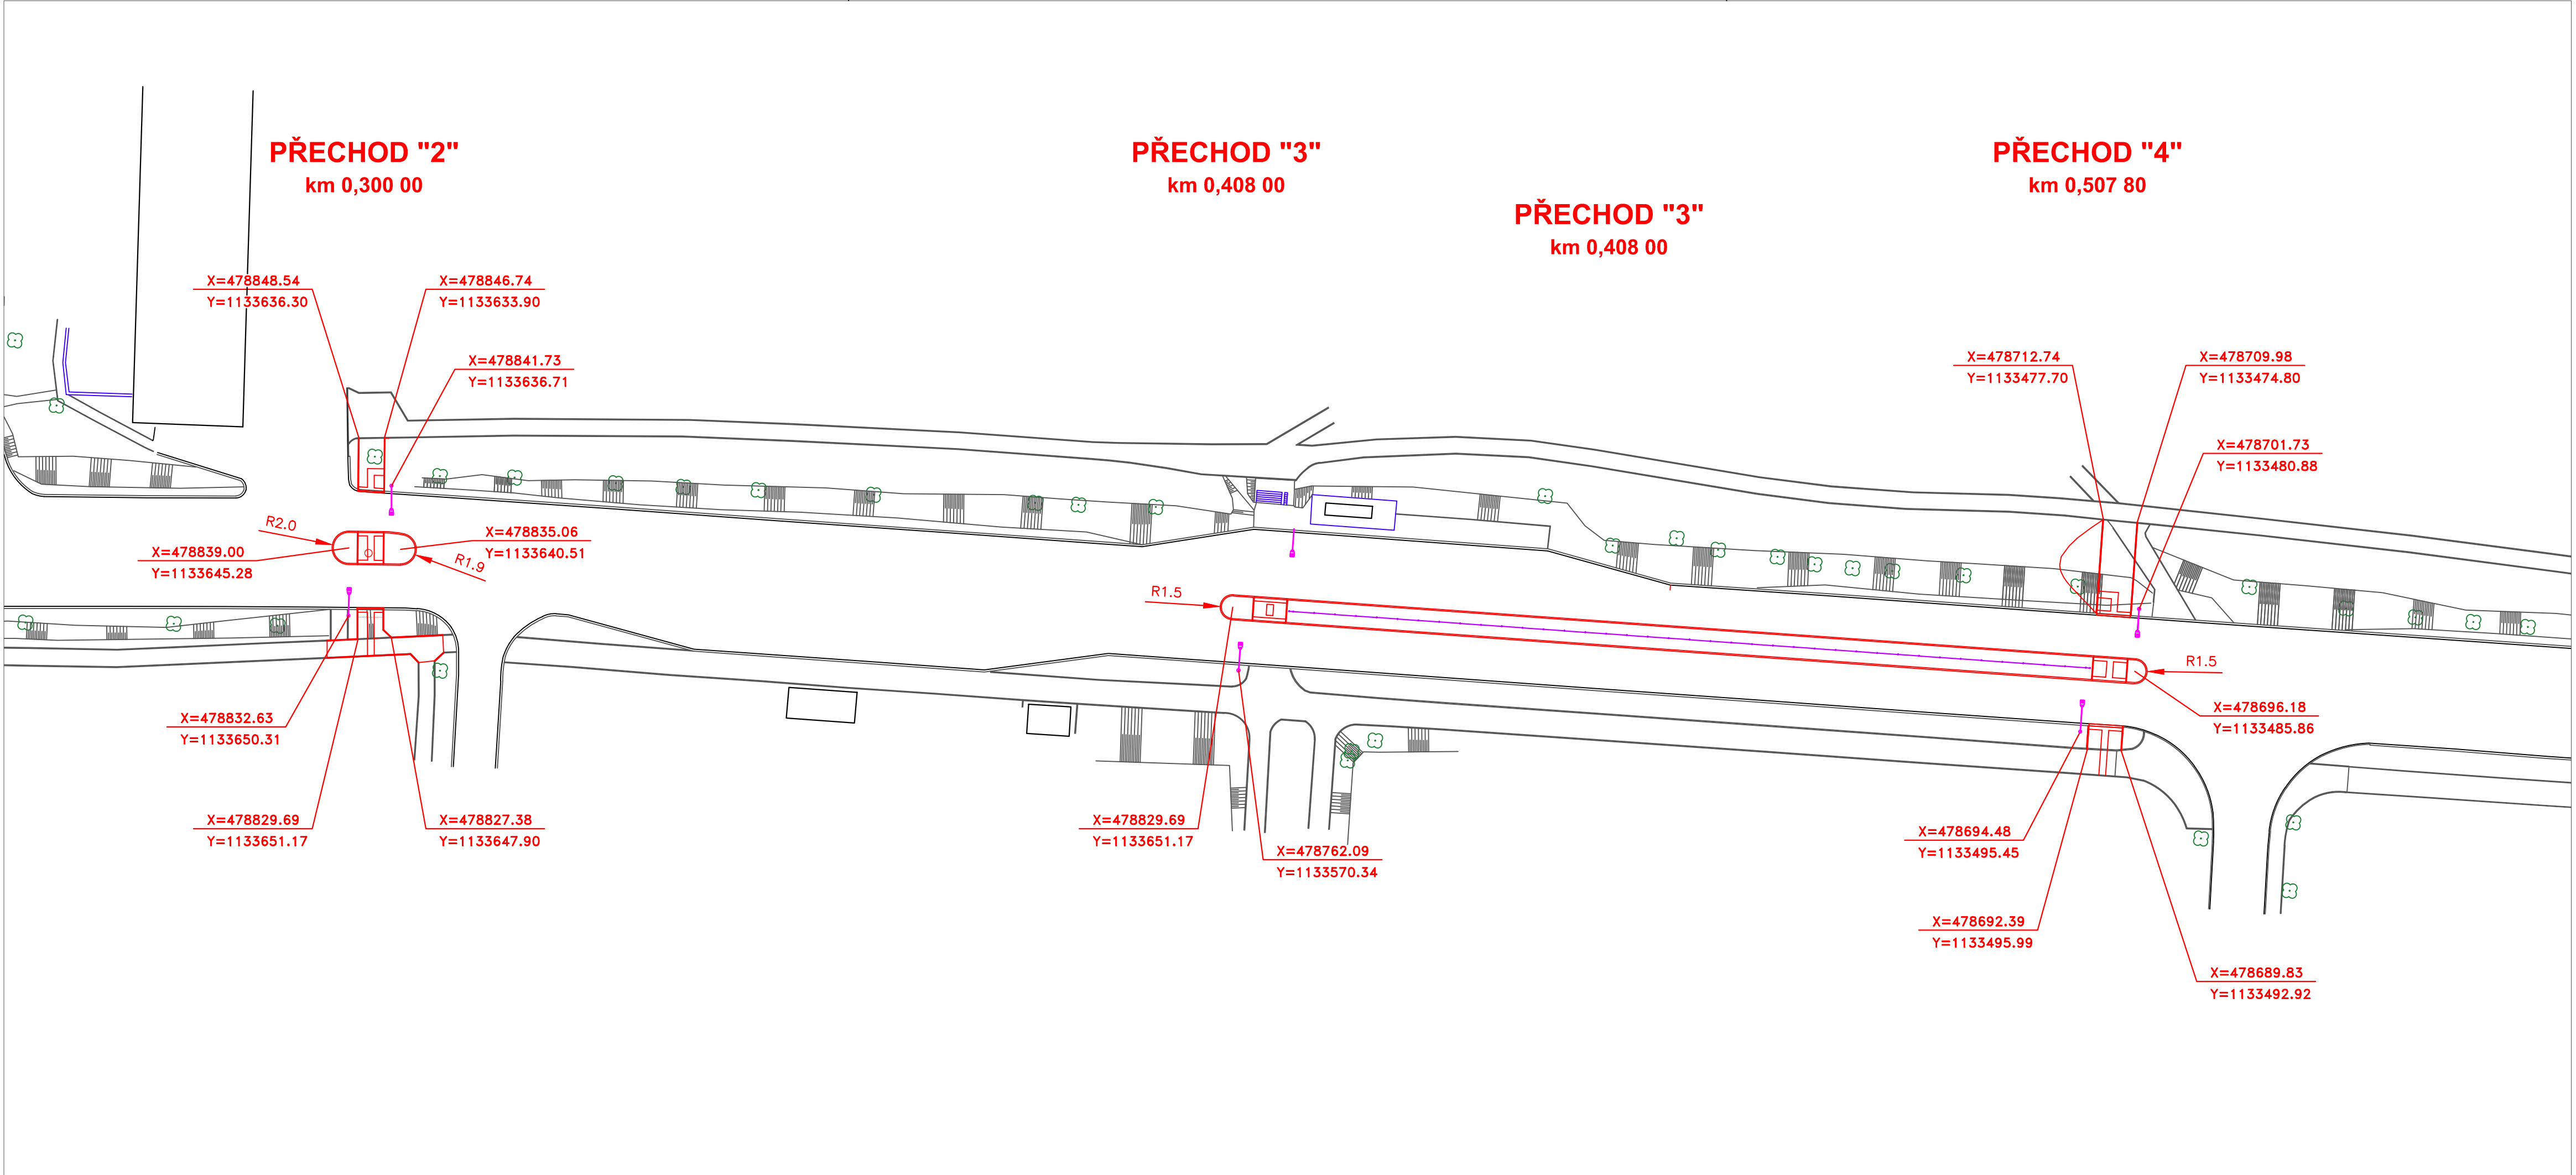 PŘECHOD "2"
km 0,300 00
PŘECHOD "3"
km 0,408 00
PŘECHOD "4"
km 0,507 80
PŘECHOD "3"
km 0,408 00
X=478848.54
Y=1133636.30
X=478846.74
Y=1133633.90
X=478841.73
Y=1133636.71
X=478712.74
Y=1133477.70
X=478709.98
Y=1133474.80
X=478701.73
Y=1133480.88
R2.0
X=478839.00
Y=1133645.28
X=478835.06
Y=1133640.51
R1.9
R1.5
R1.5
X=478832.63
Y=1133650.31
X=478696.18
Y=1133485.86
X=478829.69
Y=1133651.17
X=478827.38
Y=1133647.90
X=478829.69
Y=1133651.17
X=478762.09
Y=1133570.34
X=478694.48
Y=1133495.45
X=478692.39
Y=1133495.99
X=478689.83
Y=1133492.92